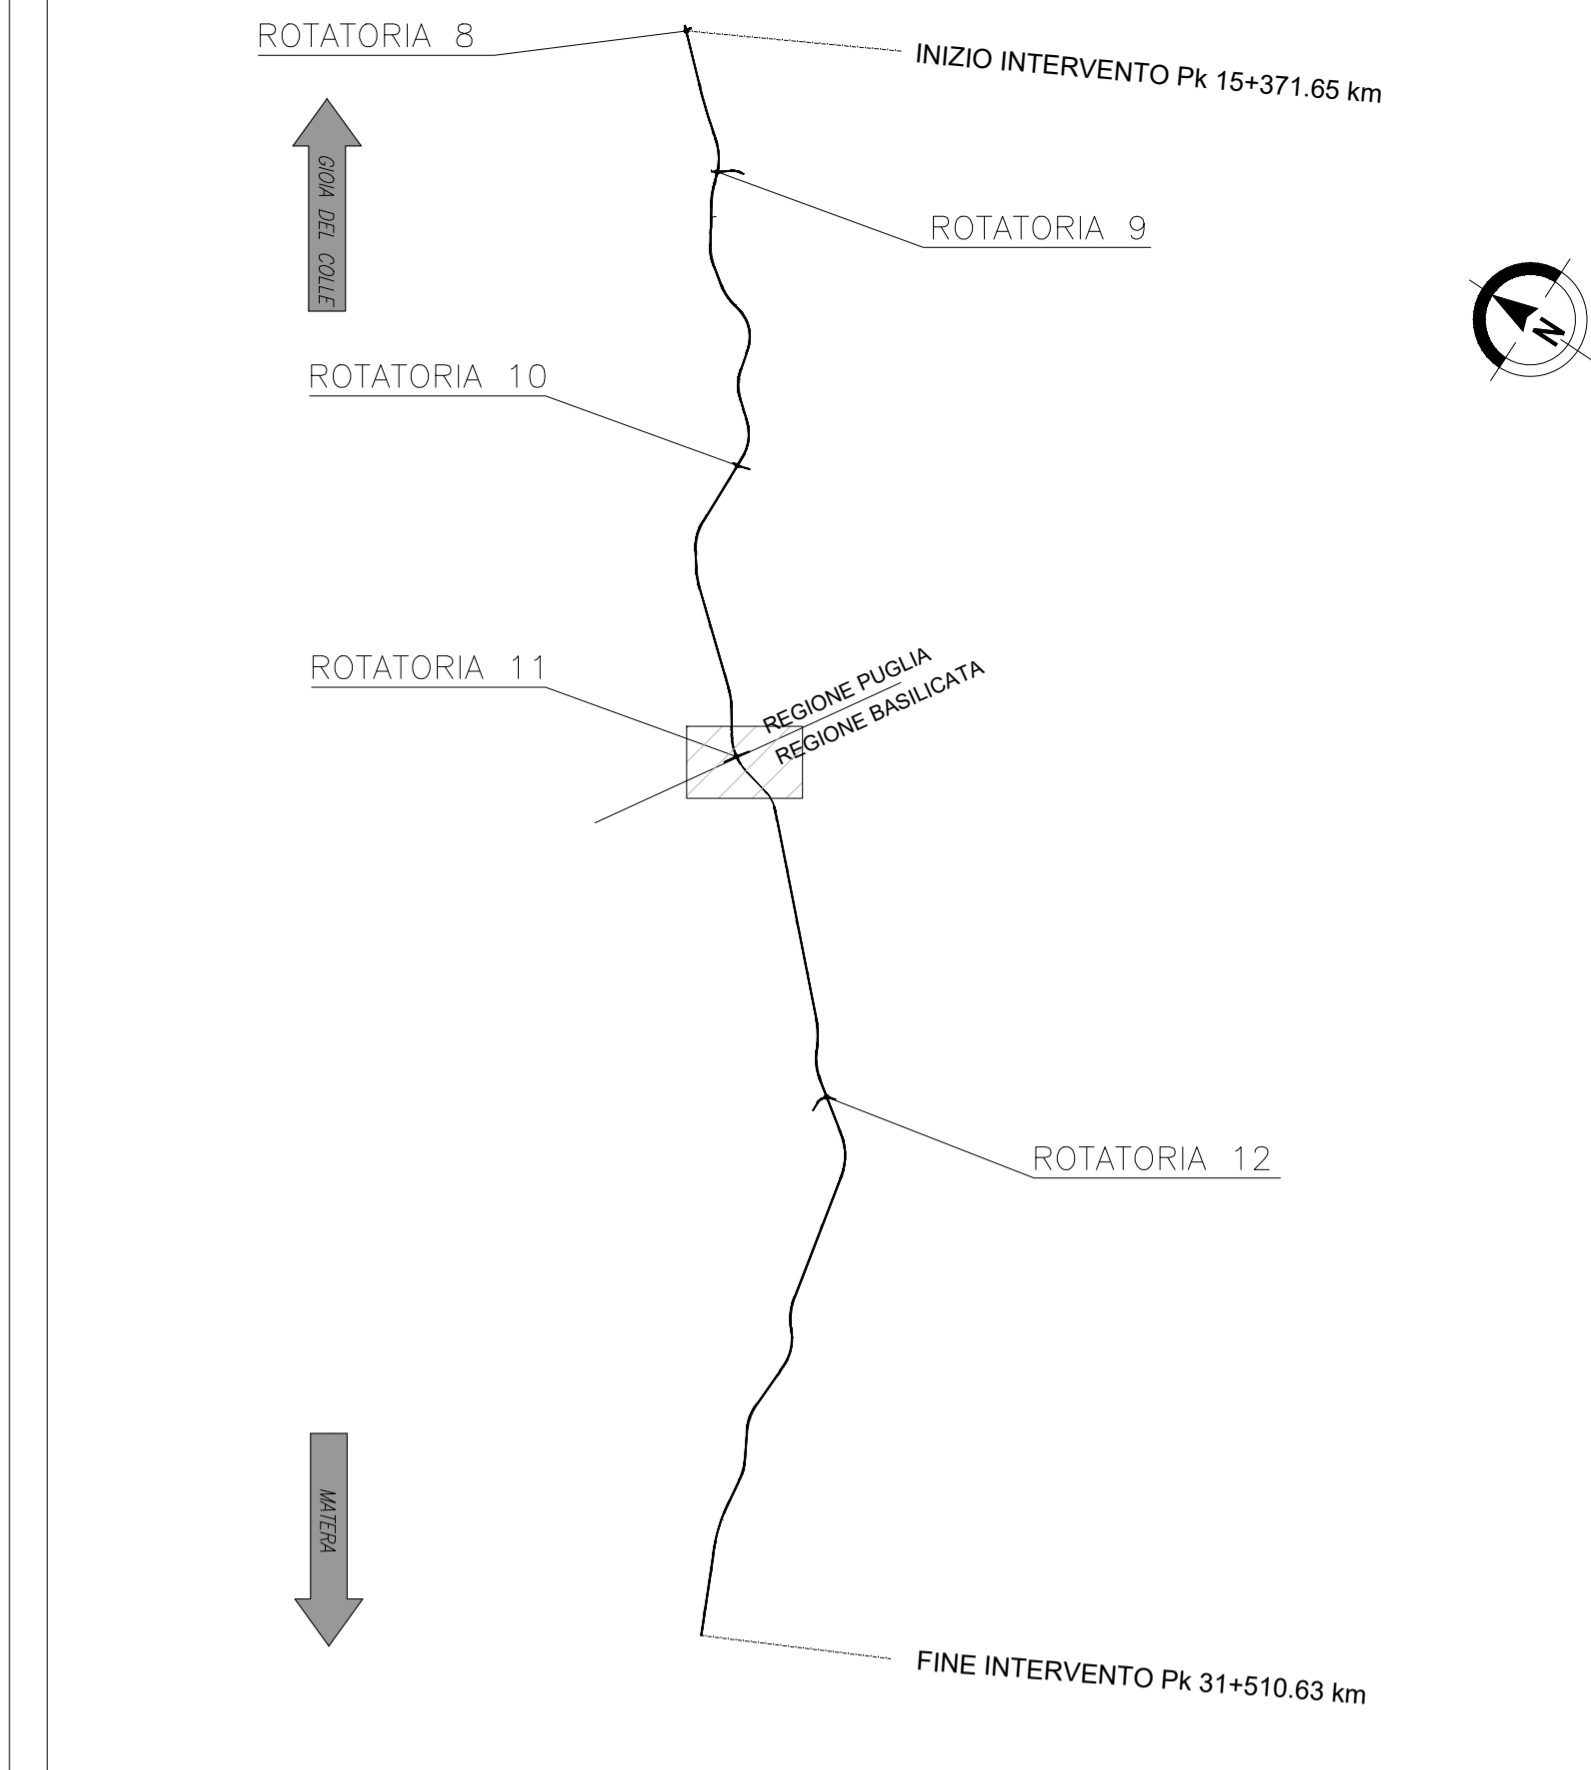 ROTATORIA 8
INIZIO INTERVENTO Pk 15+371.65 km
GIOIA DEL COLLE
ROTATORIA 9
N
ROTATORIA 10
ROTATORIA 11
REGIONE PUGLIA
REGIONE BASILICATA
ROTATORIA 12
MATERA
FINE INTERVENTO Pk 31+510.63 km